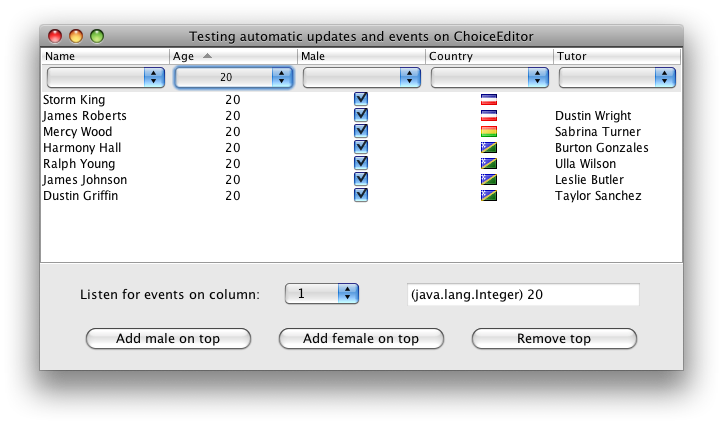 Testing automatic updates and events on ChoiceEditor
Name Age Male Country Tutor
20
Storm King 20
James Roberts 20 Dustin Wright
Mercy Wood 20 Sabrina Turner
Harmony Hall 20 Burton Gonzales
Ralph Young 20 Ulla Wilson
James Johnson 20 Leslie Butler
Dustin Griffin 20 Taylor Sanchez
Listen for events on column: 1 (java.lang.Integer) 20
Add male on top Add female on top Remove top